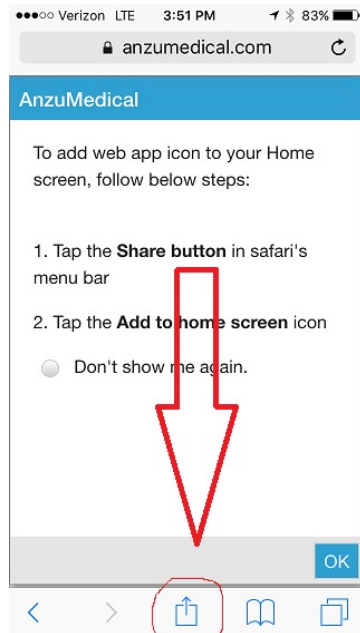 Verizon LTE 3:51 PM 83%
anzumedical.com
AnzuMedical
To add web app icon to your Home
screen, follow below steps:
1. Tap the Share button in safari's
menu bar
2. Tap the Add to home screen icon
Don't show me again.
OK